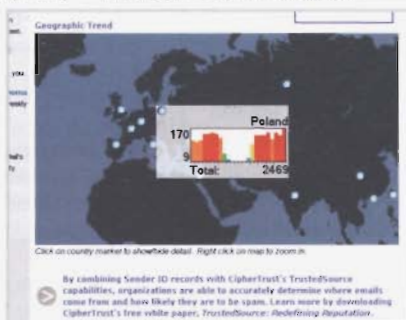 Geographic Trend
you.
Poland
170
9
Total: 2469
Click on country marker to show/hide detail. Right click on map to zoom in.
By combining Sender ID records with CipherTrust's TrustedSource
capabilities, organizations are able to accurately determine where emails
come from and how likely they are to be spam. Learn more by downloading
CipherTrust's free white paper, TrustedSource: Redefining Reputation.